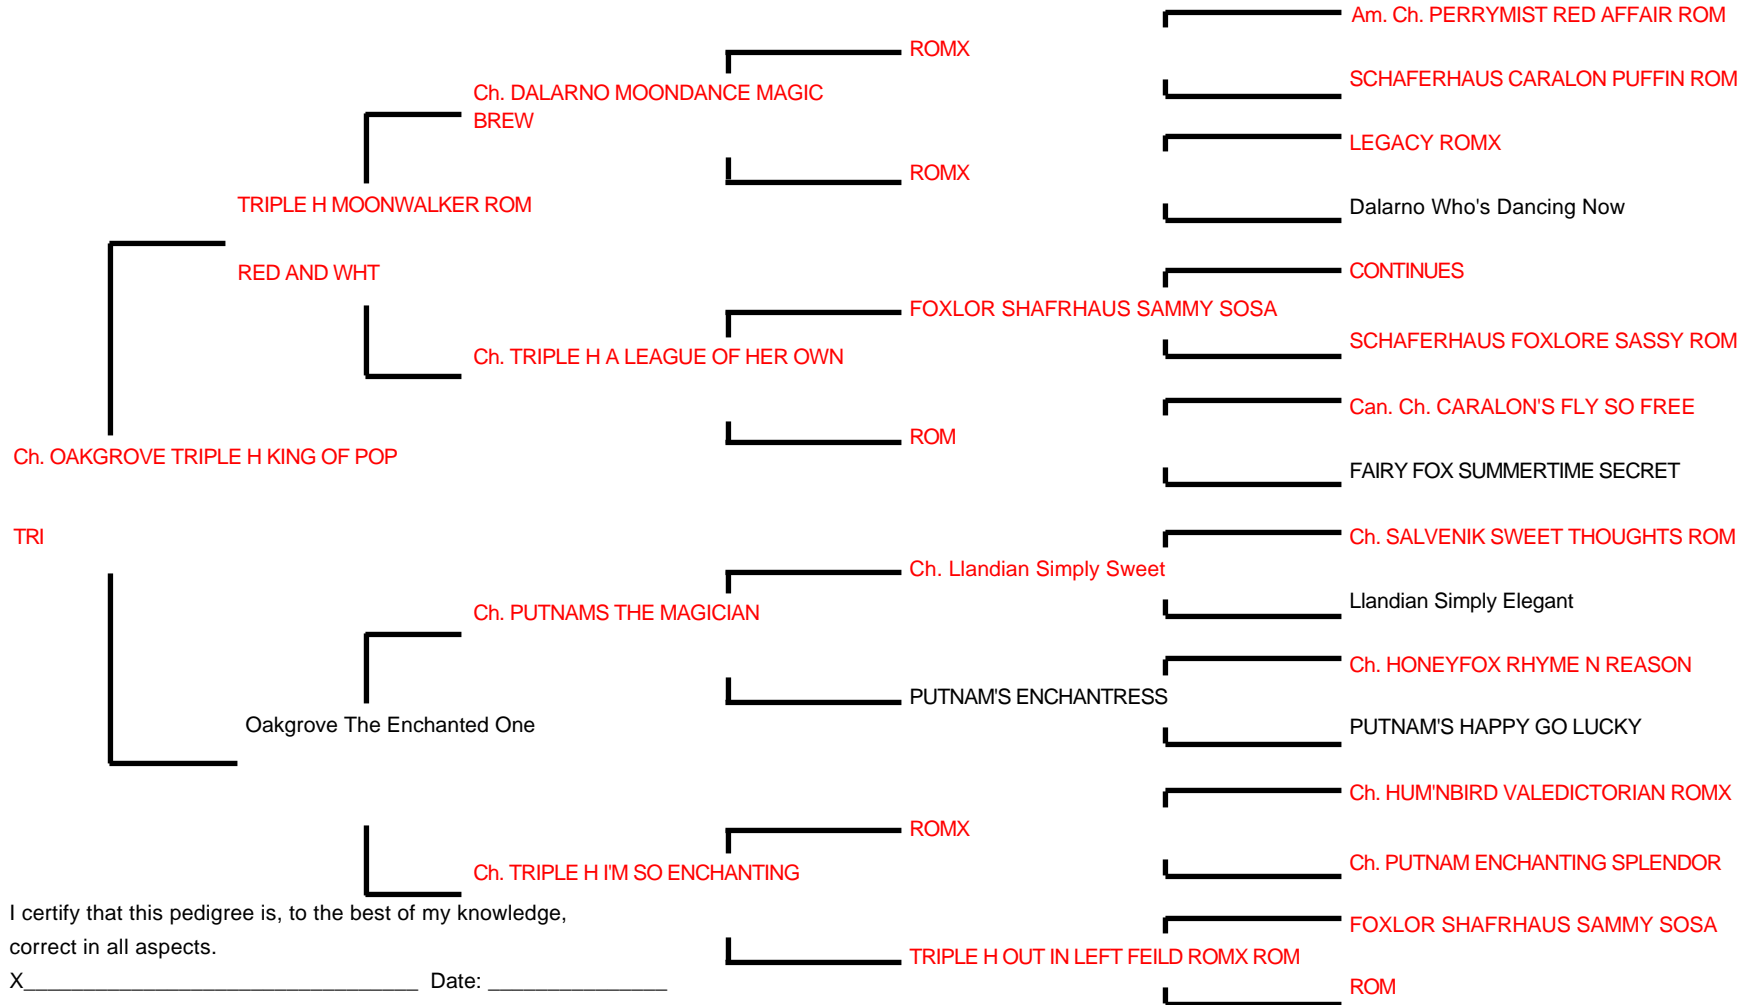 Am. Ch. PERRYMIST RED AFFAIR ROM
ROMX
SCHAFERHAUS CARALON PUFFIN ROM
Ch. DALARNO MOONDANCE MAGIC
BREW
LEGACY ROMX
ROMX
Dalarno Who's Dancing Now
TRIPLE H MOONWALKER ROM
RED AND WHT
CONTINUES
FOXLOR SHAFRHAUS SAMMY SOSA
SCHAFERHAUS FOXLORE SASSY ROM
Ch. TRIPLE H A LEAGUE OF HER OWN
Can. Ch. CARALON'S FLY SO FREE
ROM
FAIRY FOX SUMMERTIME SECRET
Ch. OAKGROVE TRIPLE H KING OF POP
TRI
Ch. SALVENIK SWEET THOUGHTS ROM
Ch. Llandian Simply Sweet
Llandian Simply Elegant
Ch. PUTNAMS THE MAGICIAN
Ch. HONEYFOX RHYME N REASON
PUTNAM'S ENCHANTRESS
PUTNAM'S HAPPY GO LUCKY
Oakgrove The Enchanted One
Ch. HUM'NBIRD VALEDICTORIAN ROMX
ROMX
Ch. PUTNAM ENCHANTING SPLENDOR
Ch. TRIPLE H I'M SO ENCHANTING
FOXLOR SHAFRHAUS SAMMY SOSA
TRIPLE H OUT IN LEFT FEILD ROMX ROM
ROM
I certify that this pedigree is, to the best of my knowledge,
correct in all aspects.
X_________________________________ Date: _______________